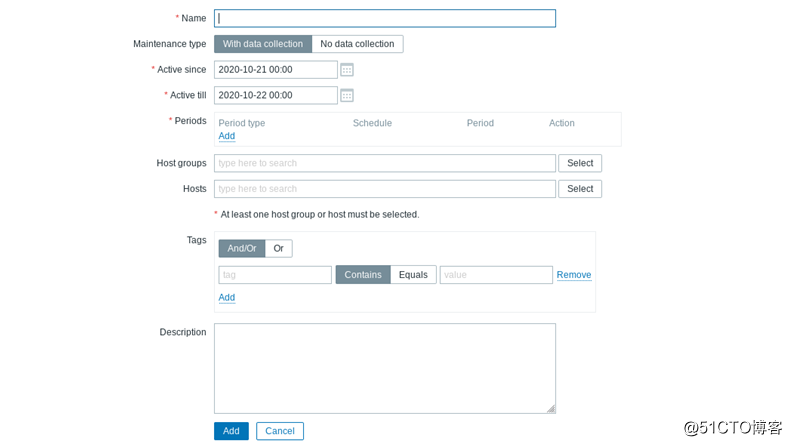 * Name
Maintenance type With data collection No data collection
* Active since 2020-10-21 00:00
* Active till 2020-10-22 00:00
* Periods Period type Schedule Period Action
Add
Host groups type here to search Select
Hosts type here to search Select
* At least one host group or host must be selected.
Tags And/Or Or
tag Contains Equals value Remove
Add
Description
Add Cancel
@51CTO博客